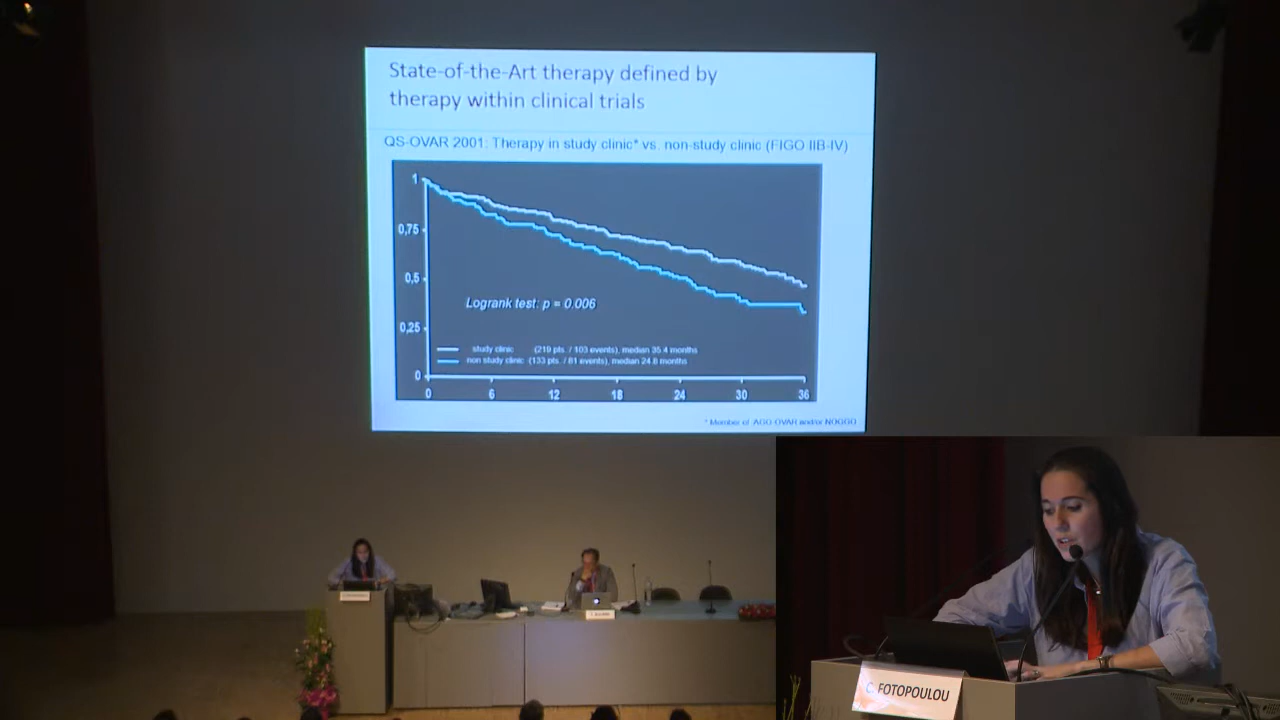 State-of-the-Art therapy defined by
therapy within clinical trials
QS-OVAR 2001: Therapy in study clinic* vs. non-study clinic (FIGO IIB-IV)
1
0,75
0,5
0,25
0
Logrank test: p = 0.006
study clinic (219 pts. / 103 events), median 35.4 months
non study clinic (133 pts. / 81 events), median 24.8 months
0 6 12 18 24 30 36
* Member of AGO OVAR and/or NOGGO
C. FOTOPOULOU